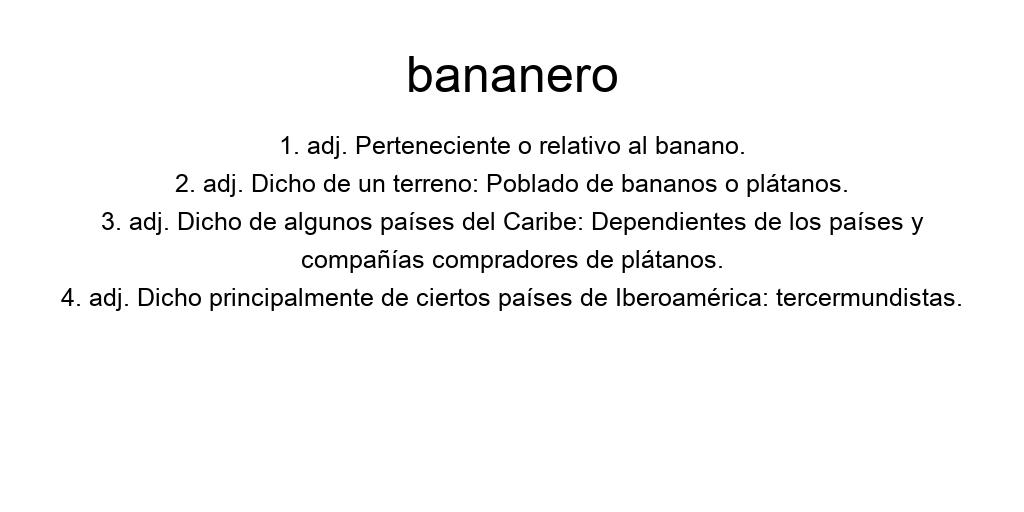 bananero
1. adj. Perteneciente o relativo al banano.
2. adj. Dicho de un terreno: Poblado de bananos o plátanos.
3. adj. Dicho de algunos países del Caribe: Dependientes de los países y
compañías compradores de plátanos.
4. adj. Dicho principalmente de ciertos países de Iberoamérica: tercermundistas.